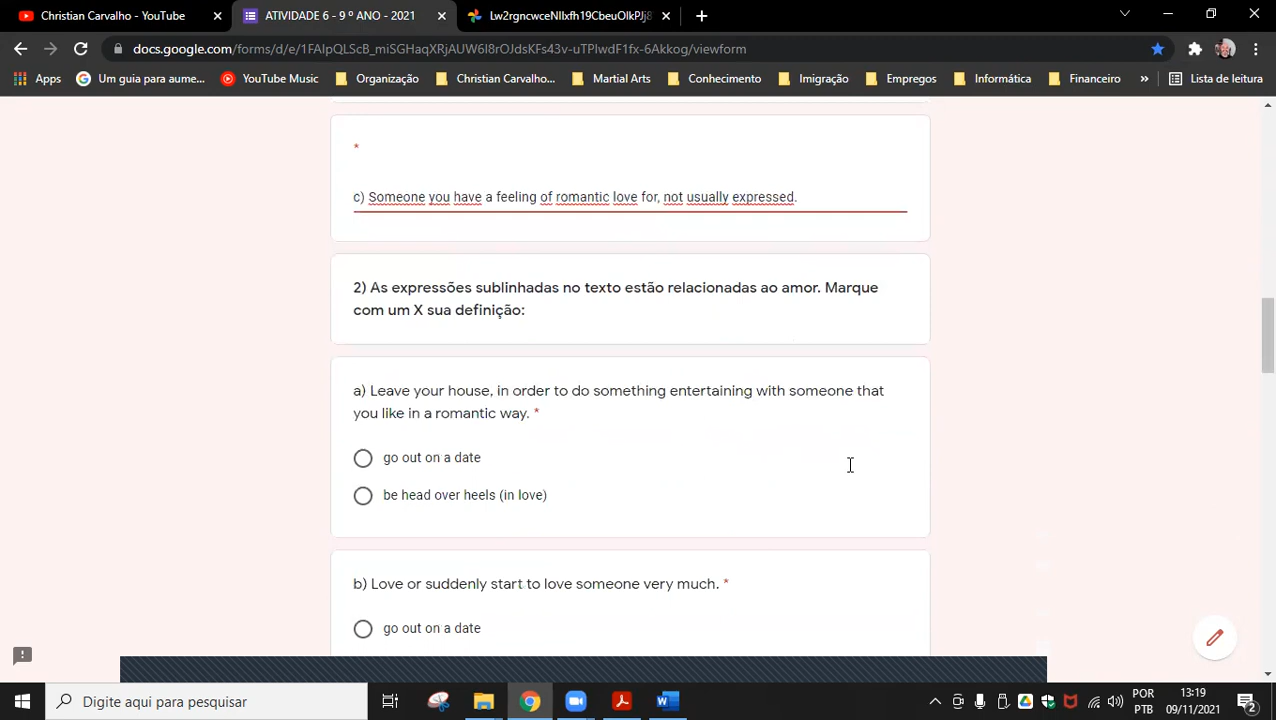 Christian Carvalho - YouTube
ATIVIDADE 6 - 9 º ANO - 2021
docs.google.com/forms/d/e/1FAIpQLScB_miSGHaqXRjAUW6I8rOJdsKFs43v-uTPIwdF1fx-6Akkog/viewform
Apps
Um guia para aume...
YouTube Music
Organização
Christian Carvalho...
Martial Arts
Conhecimento
Imigração
Empregos
Informática
Financeiro
»
Lista de leitura
*
c) Someone you have a feeling of romantic love for, not usually expressed.
2) As expressões sublinhadas no texto estão relacionadas ao amor. Marque
com um X sua definição:
a) Leave your house, in order to do something entertaining with someone that
you like in a romantic way. *
go out on a date
be head over heels (in love)
b) Love or suddenly start to love someone very much. *
go out on a date
Digite aqui para pesquisar
POR
PTB
13:19
09/11/2021
2